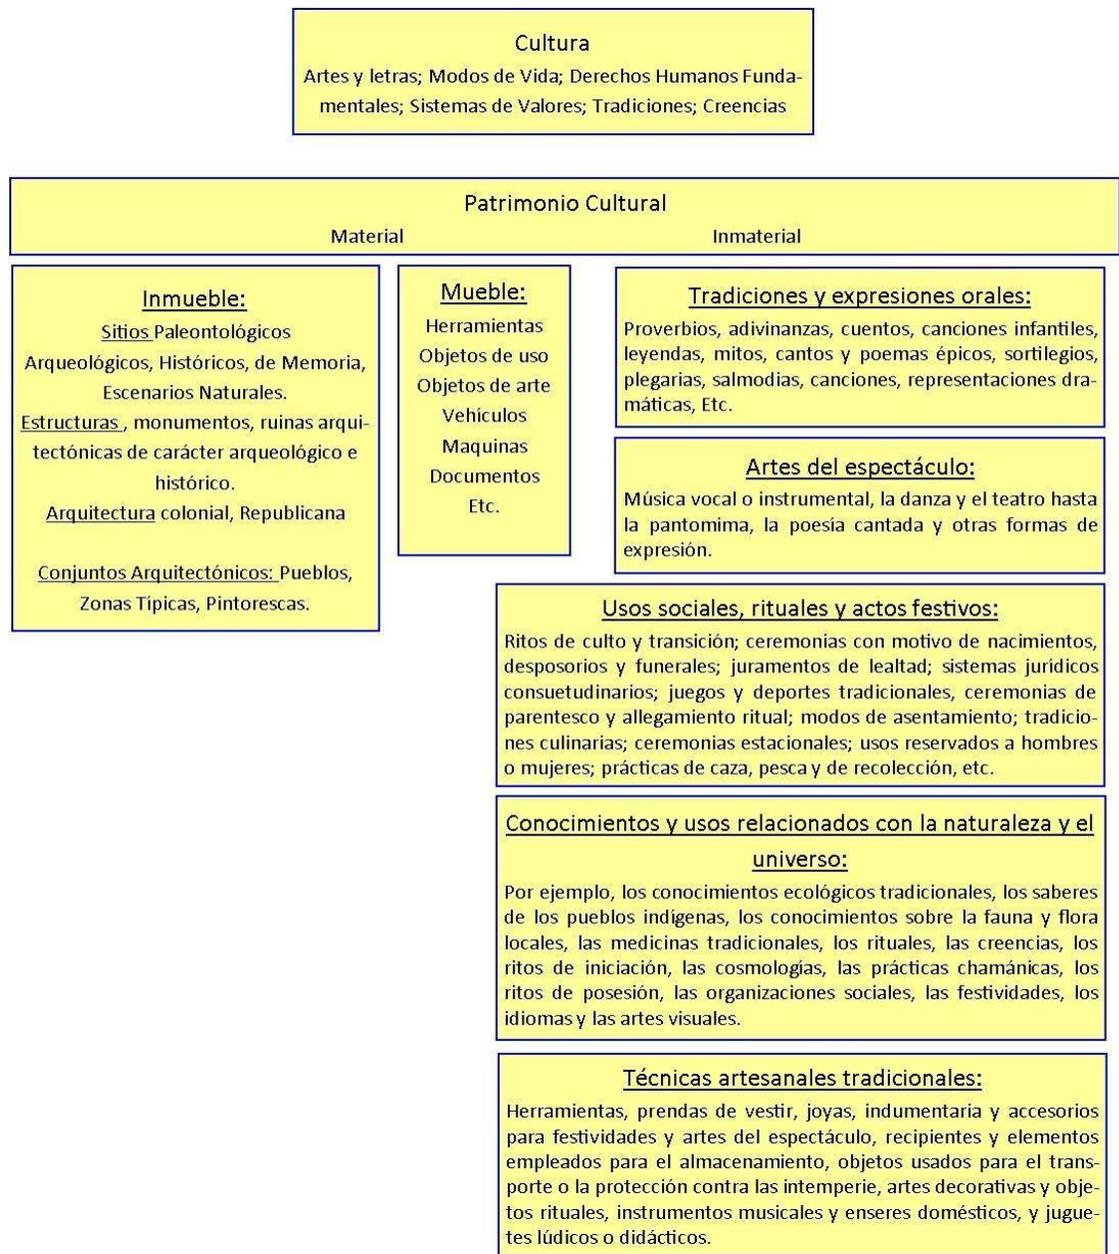 Cultura
Artes y letras; Modos de Vida; Derechos Humanos Funda-
mentales; Sistemas de Valores; Tradiciones; Creencias
Patrimonio Cultural
Material
Inmaterial
Inmueble:
Sitios Paleontológicos
Arqueológicos, Históricos, de Memoria,
Escenarios Naturales.
Estructuras , monumentos, ruinas arqui-
tectónicas de carácter arqueológico e
histórico.
Arquitectura colonial, Republicana
Conjuntos Arquitectónicos: Pueblos,
Zonas Típicas, Pintorescas.
Mueble:
Herramientas
Objetos de uso
Objetos de arte
Vehículos
Maquinas
Documentos
Etc.
Tradiciones y expresiones orales:
Proverbios, adivinanzas, cuentos, canciones infantiles,
leyendas, mitos, cantos y poemas épicos, sortilegios,
plegarias, salmodias, canciones, representaciones dra-
máticas, Etc.
Artes del espectáculo:
Música vocal o instrumental, la danza y el teatro hasta
la pantomima, la poesía cantada y otras formas de
expresión.
Usos sociales, rituales y actos festivos:
Ritos de culto y transición; ceremonias con motivo de nacimientos,
desposorios y funerales; juramentos de lealtad; sistemas jurídicos
consuetudinarios; juegos y deportes tradicionales, ceremonias de
parentesco y allegamiento ritual; modos de asentamiento; tradicio-
nes culinarias; ceremonias estacionales; usos reservados a hombres
o mujeres; prácticas de caza, pesca y de recolección, etc.
Conocimientos y usos relacionados con la naturaleza y el
universo:
Por ejemplo, los conocimientos ecológicos tradicionales, los saberes
de los pueblos indígenas, los conocimientos sobre la fauna y flora
locales, las medicinas tradicionales, los rituales, las creencias, los
ritos de iniciación, las cosmologías, las prácticas chamánicas, los
ritos de posesión, las organizaciones sociales, las festividades, los
idiomas y las artes visuales.
Técnicas artesanales tradicionales:
Herramientas, prendas de vestir, joyas, indumentaria y accesorios
para festividades y artes del espectáculo, recipientes y elementos
empleados para el almacenamiento, objetos usados para el trans-
porte o la protección contra las intemperie, artes decorativas y obje-
tos rituales, instrumentos musicales y enseres domésticos, y jugue-
tes lúdicos o didácticos.